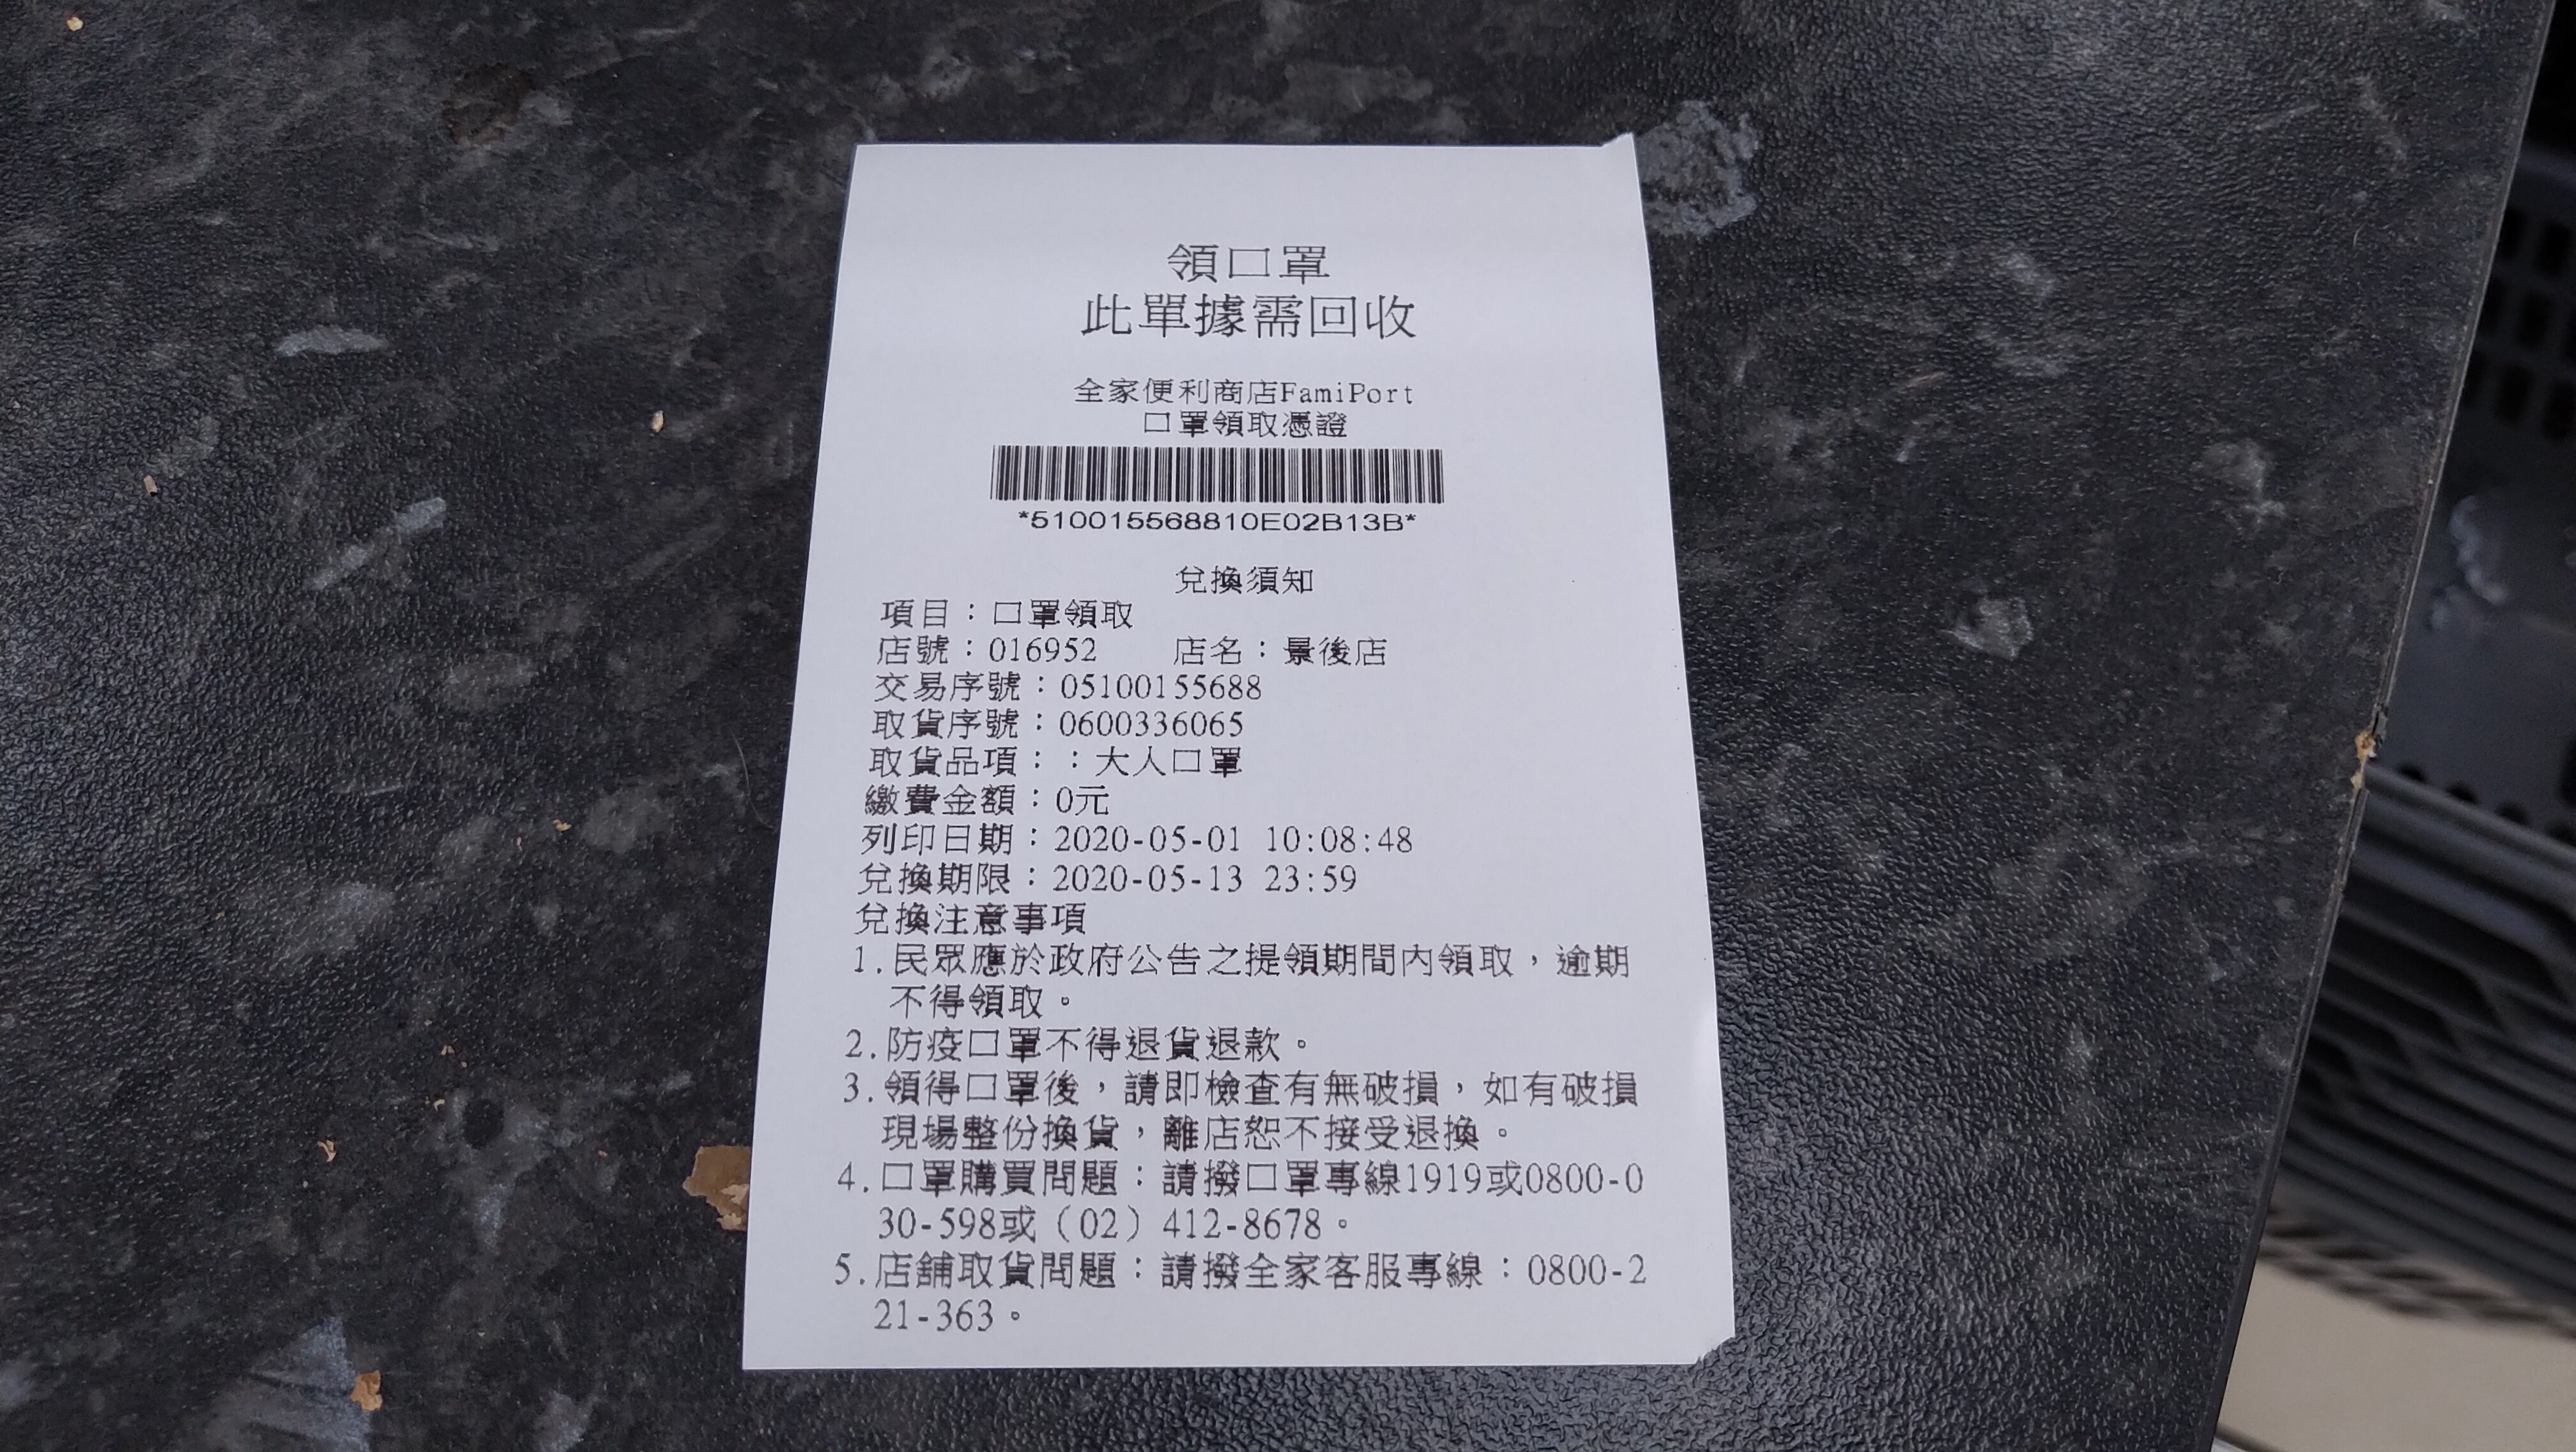 領口罩
此單據需回收
全家便利商店FamiPort
口罩領取憑證
*510015568810E02B13B*
兌換須知
項目：口罩領取
店號：016952 店名：景後店
交易序號：05100155688
取貨序號：0600336065
取貨品項：：大人口罩
繳費金額：0元
列印日期：2020-05-01 10:08:48
兌換期限：2020-05-13 23:59
兌換注意事項
1.民眾應於政府公告之提領期間內領取，逾期
不得領取。
2.防疫口罩不得退貨退款。
3.領得口罩後，請即檢查有無破損，如有破損
現場整份換貨，離店恕不接受退換。
4.口罩購買問題：請撥口罩專線1919或0800-0
30-598或（02）412-8678。
5.店舖取貨問題：請撥全家客服專線：0800-2
21-363。